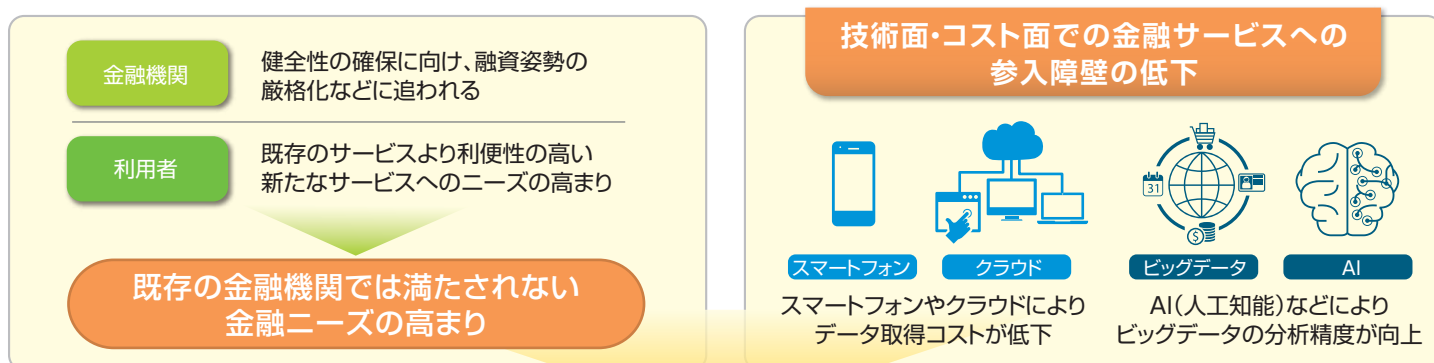 金融機関
健全性の確保に向け、融資姿勢の
厳格化などに追われる
利用者
既存のサービスより利便性の高い
新たなサービスへのニーズの高まり
既存の金融機関では満たされない
金融ニーズの高まり
技術面・コスト面での金融サービスへの
参入障壁の低下
31
$
スマートフォン
クラウド
スマートフォンやクラウドにより
データ取得コストが低下
ビッグデータ
AI
AI(人工知能)などにより
ビッグデータの分析精度が向上